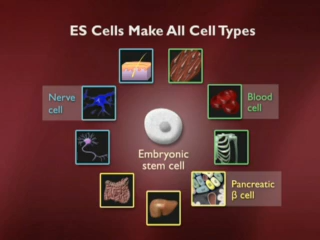 ES Cells Make All Cell Types
Nerve
cell
Blood
cell
Embryonic
stem cell
Pancreatic
β cell